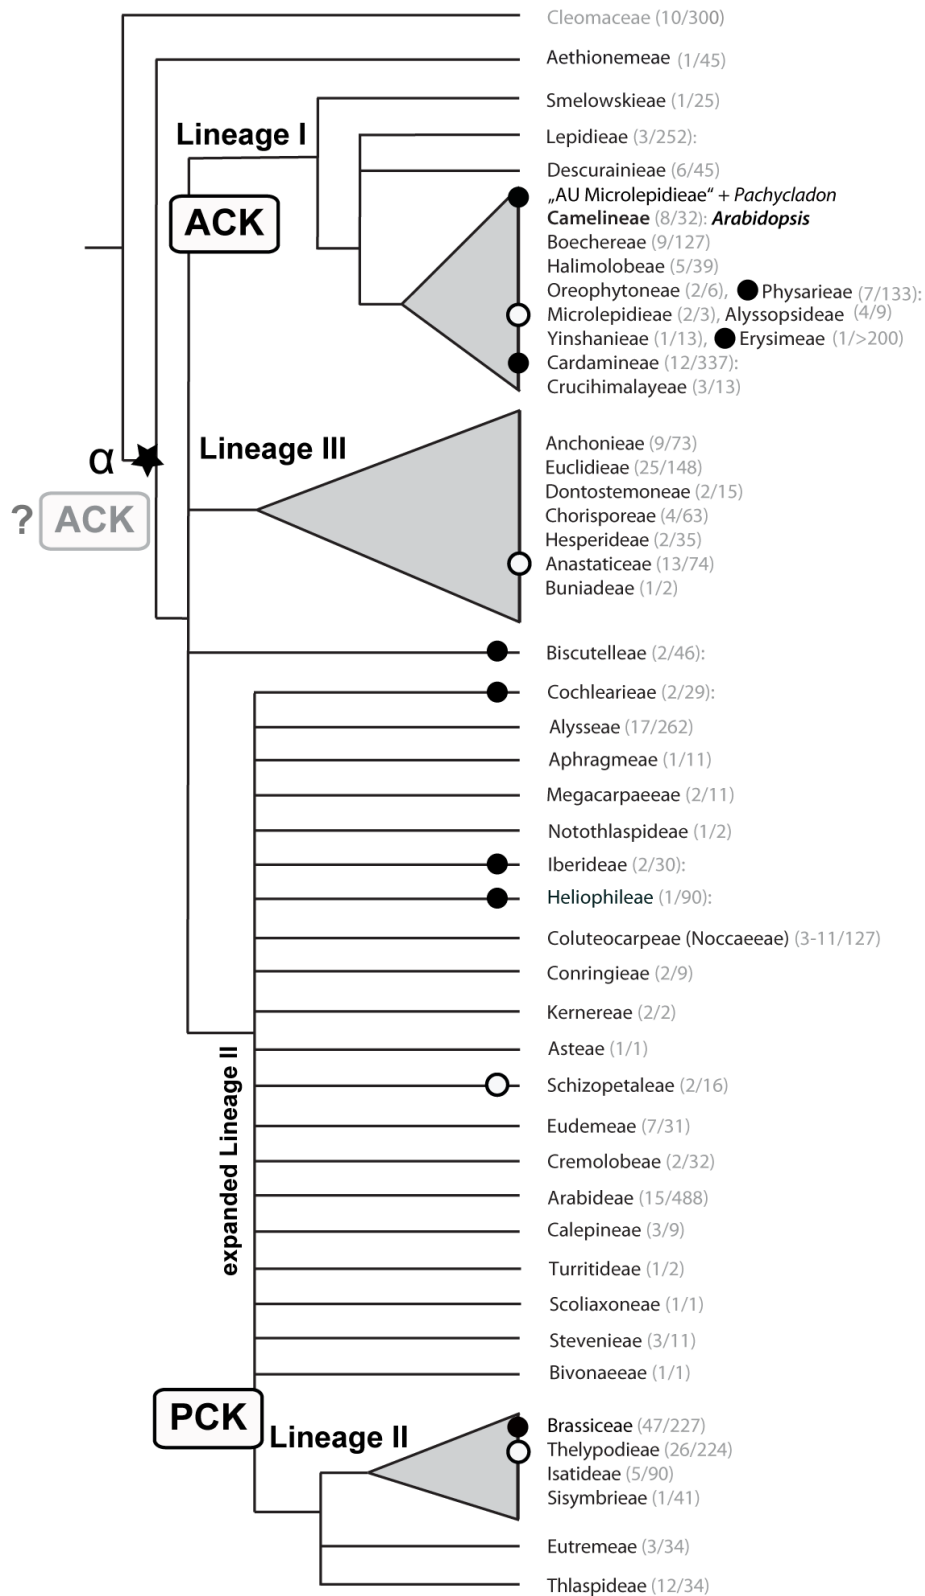 Cleomaceae (10/300)
Aethionemeae (1/45)
Smelowskieae (1/25)
Lineage I
Lepidieae (3/252):
Descurainieae (6/45)
„AU Microlepidieae“ + Pachycladon
ACK
Camelineae (8/32): Arabidopsis
Boechereae (9/127)
Halimolobeae (5/39)
Oreophytoneae (2/6), Physarieae (7/133):
Microlepidieae (2/3), Alyssopsideae (4/9)
Yinshanieae (1/13), Erysimeae (1/>200)
Cardamineae (12/337):
Crucihimalayeae (3/13)
Lineage III
α
? ACK
Anchonieae (9/73)
Euclidieae (25/148)
Dontostemoneae (2/15)
Chorisporeae (4/63)
Hesperideae (2/35)
Anastaticeae (13/74)
Buniadeae (1/2)
Biscutelleae (2/46):
Cochlearieae (2/29):
Alysseae (17/262)
Aphragmeae (1/11)
Megacarpaeeae (2/11)
Notothlaspideae (1/2)
Iberideae (2/30):
Heliophileae (1/90):
Coluteocarpeae (Noccaeeae) (3-11/127)
Conringieae (2/9)
Kernereae (2/2)
Asteae (1/1)
Schizopetaleae (2/16)
Eudemeae (7/31)
Cremolobeae (2/32)
Arabideae (15/488)
Calepineae (3/9)
Turritideae (1/2)
Scoliaxoneae (1/1)
Stevenieae (3/11)
Bivonaeeae (1/1)
expanded Lineage II
PCK
Lineage II
Brassiceae (47/227)
Thelypodieae (26/224)
Isatideae (5/90)
Sisymbrieae (1/41)
Eutremeae (3/34)
Thlaspideae (12/34)